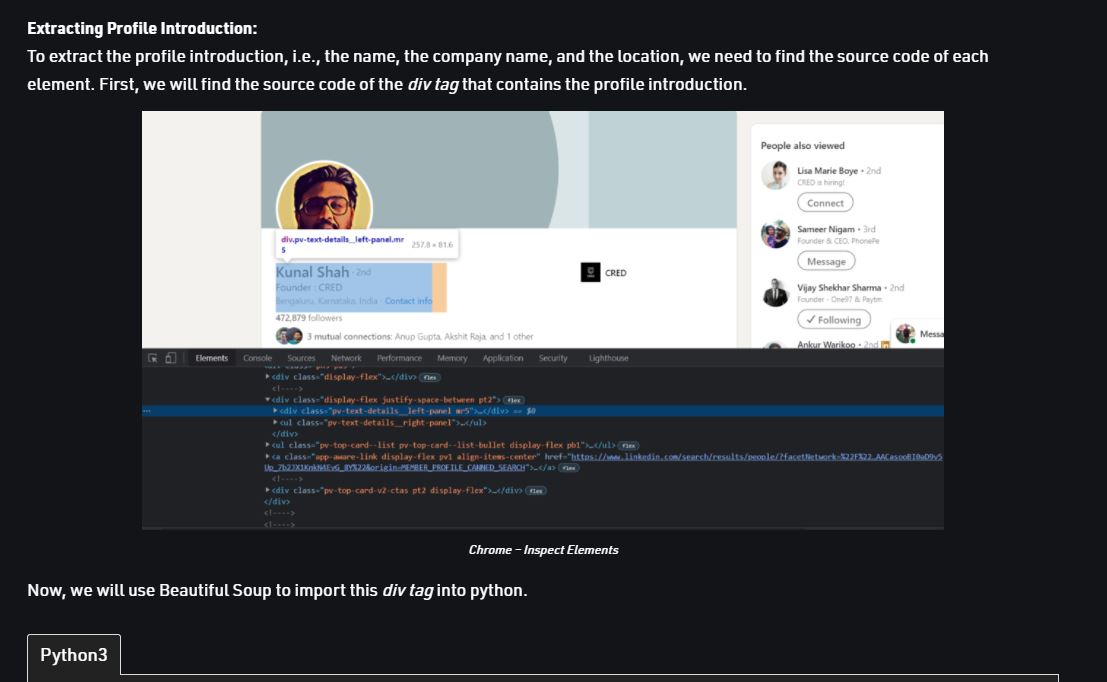 Extracting Profile Introduction:
To extract the profile introduction, i.e., the name, the company name, and the location, we need to find the source code of each
element. First, we will find the source code of the div tag that contains the profile introduction.
People also viewed
Lisa Marie Boye • 2nd
CRED is hiring!
Connect
Sameer Nigam • 3rd
Founder & CEO, PhonePe
Message
Vijay Shekhar Sharma • 2nd
Founder - One97 & Paytm
✓ Following
Ankur Warikoo • 2nd
Messa
div.pv-text-details__left-panel.mr
5
257.8 × 81.6
Kunal Shah · 2nd
Founder : CRED
Bengaluru, Karnataka, India · Contact info
CRED
472,879 followers
3 mutual connections: Anup Gupta, Akshit Raja, and 1 other
Elements Console Sources Network Performance Memory Application Security Lighthouse
<div class="display-flex">…</div> flex
<!---->
<div class="display-flex justify-space-between pt2"> flex
<div class="pv-text-details__left-panel mr5">…</div> == $0
<ul class="pv-text-details__right-panel">…</ul>
</div>
<ul class="pv-top-card--list pv-top-card--list-bullet display-flex pb1">…</ul> flex
<a class="app-aware-link display-flex pv1 align-items-center" href="https://www.linkedin.com/search/results/people/?facetNetwork=%22F%22
origin=MEMBER_PROFILE_CANNED_SEARCH">…</a> flex
<!---->
<div class="pv-top-card-v2-ctas pt2 display-flex">…</div> flex
</div>
<!---->
<!---->
Chrome – Inspect Elements
Now, we will use Beautiful Soup to import this div tag into python.
Python3